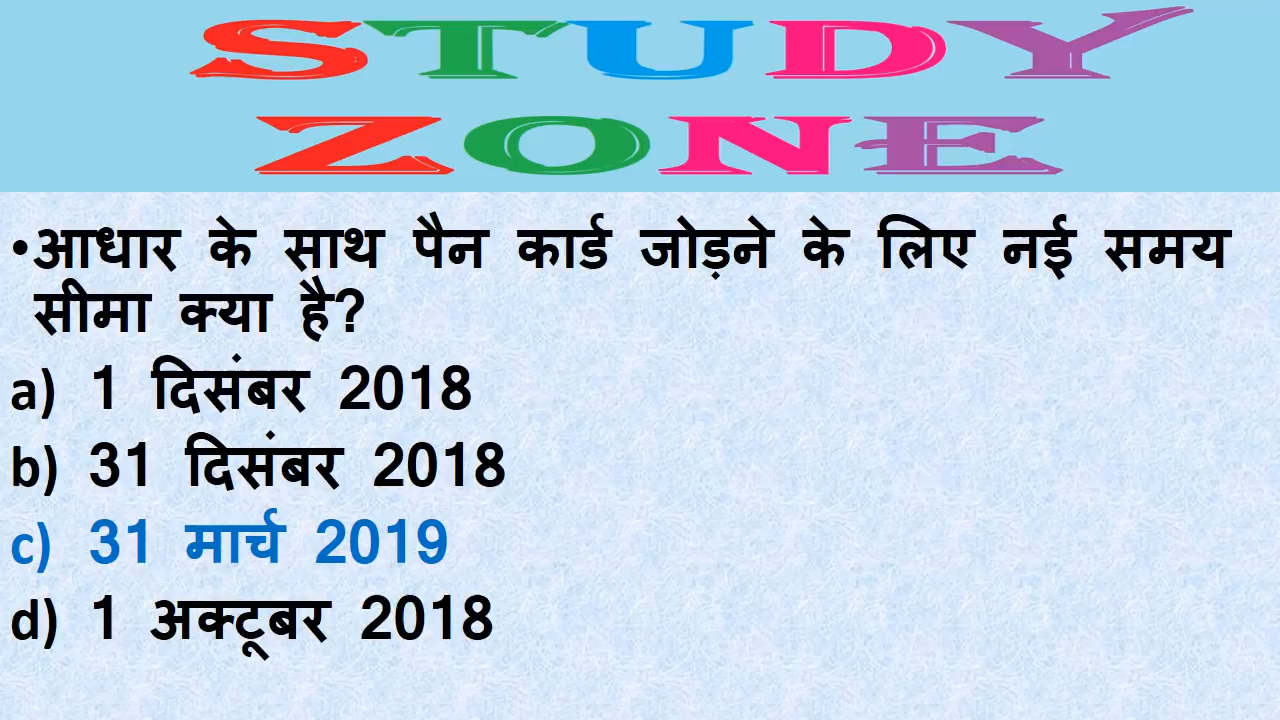 STUDY
ZONE
•आधार के साथ पैन कार्ड जोड़ने के लिए नई समय
सीमा क्या है?
a) 1 दिसंबर 2018
b) 31 दिसंबर 2018
c) 31 मार्च 2019
d) 1 अक्टूबर 2018